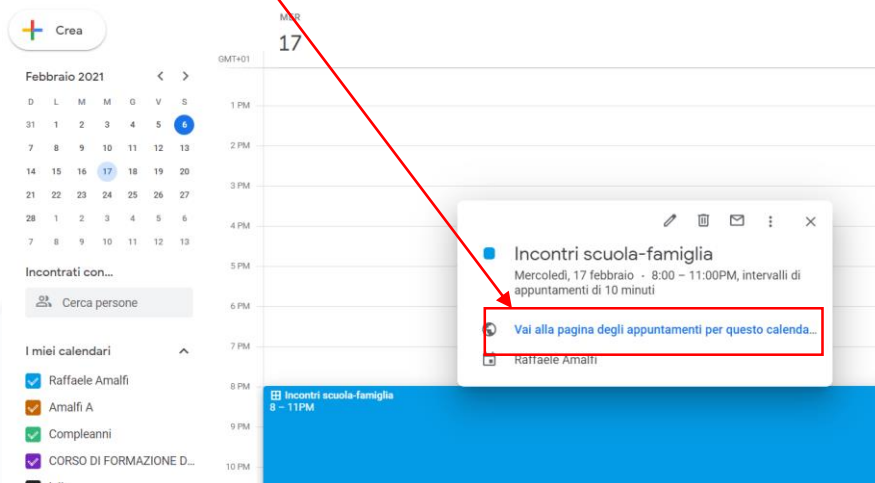 Crea
Febbraio 2021
D L M M G V S
31 1 2 3 4 5 6
7 8 9 10 11 12 13
14 15 16 17 18 19 20
21 22 23 24 25 26 27
28 1 2 3 4 5 6
7 8 9 10 11 12 13
Incontrati con...
Cerca persone
I miei calendari
Raffaele Amalfi
Amalfi A
Compleanni
CORSO DI FORMAZIONE D...
MER
17
GMT+01
1 PM
2 PM
3 PM
4 PM
5 PM
6 PM
7 PM
8 PM
9 PM
10 PM
Incontri scuola-famiglia
Mercoledì, 17 febbraio · 8:00 – 11:00PM, intervalli di
appuntamenti di 10 minuti
Vai alla pagina degli appuntamenti per questo calenda...
Raffaele Amalfi
Incontri scuola-famiglia
8 – 11PM